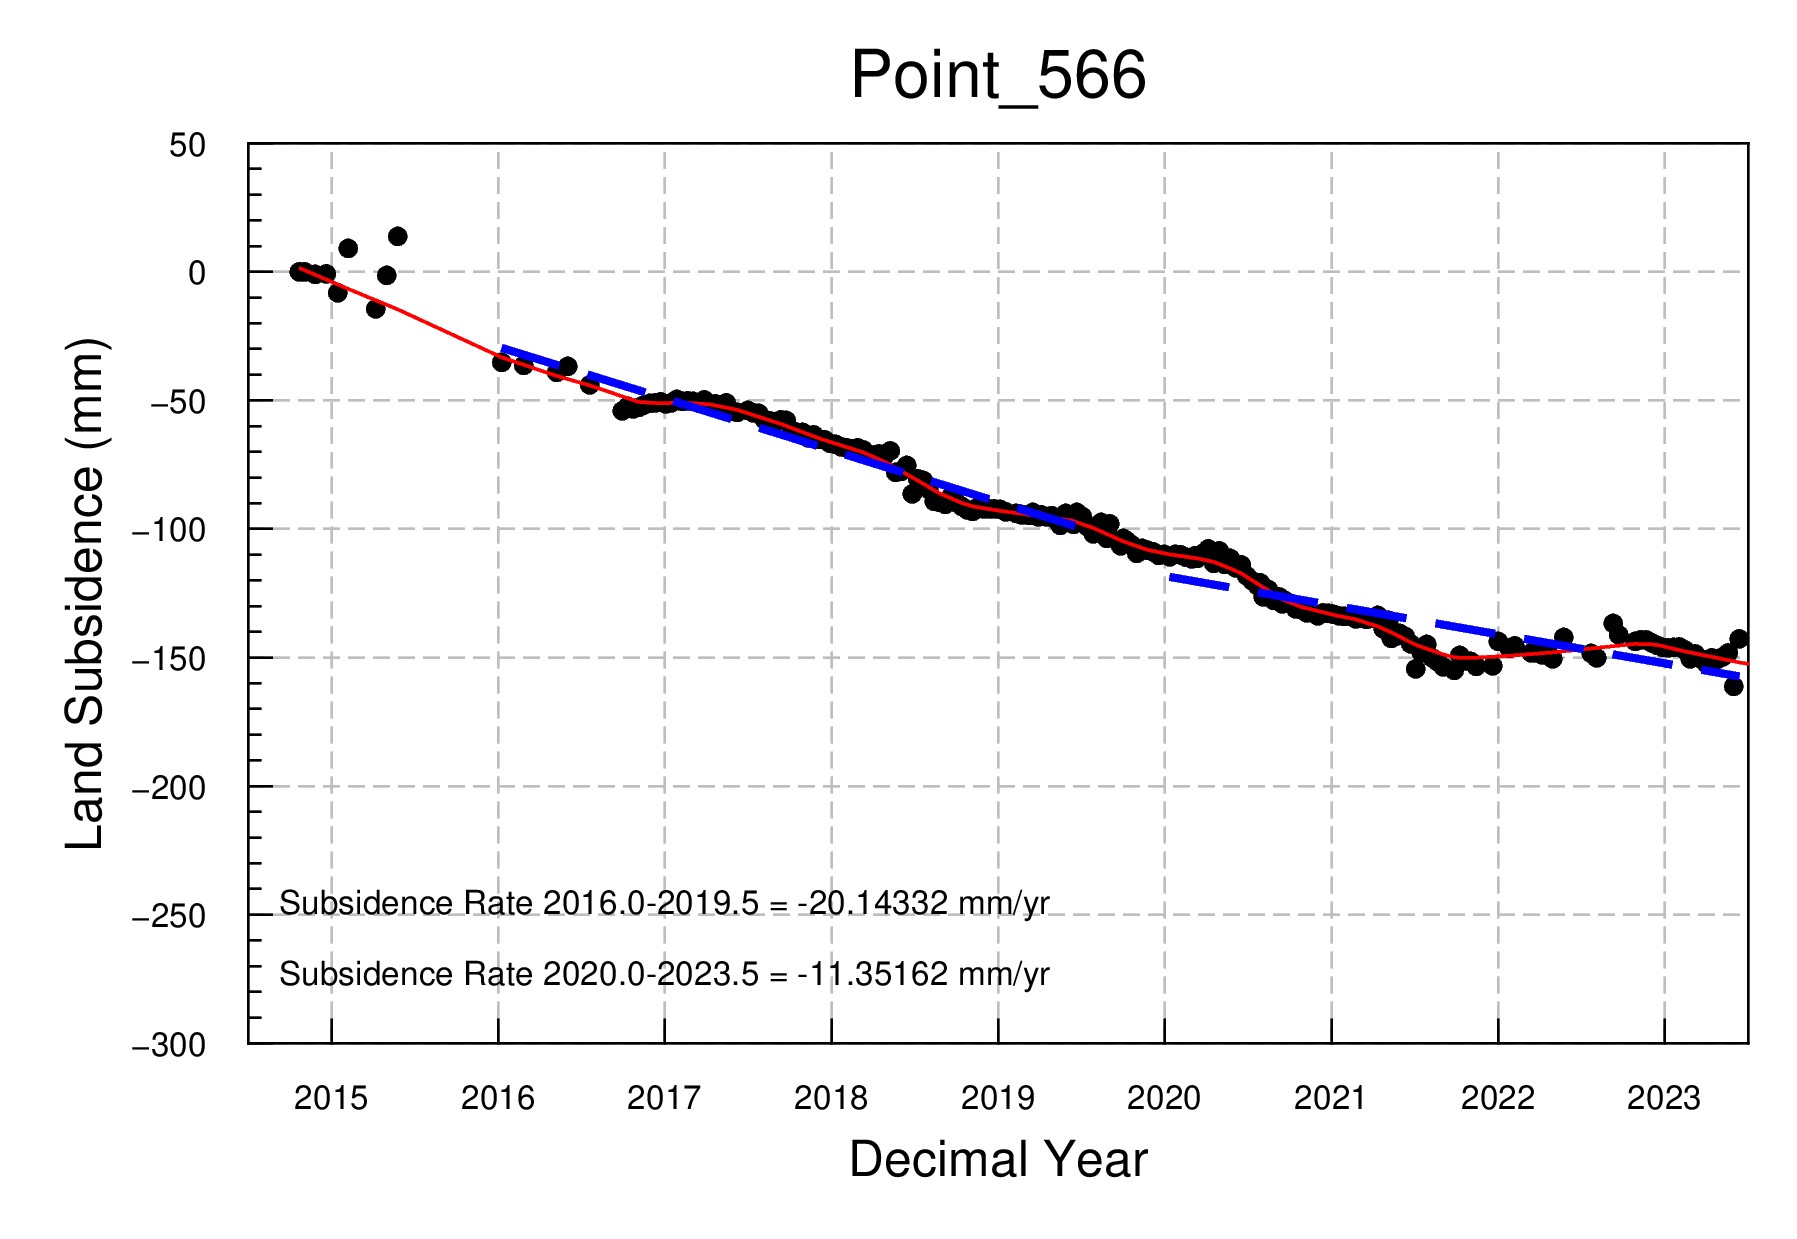 Point_566
50
0
−50
−100
−150
−200
−250
−300
Land Subsidence (mm)
Subsidence Rate 2016.0-2019.5 = -20.14332 mm/yr
Subsidence Rate 2020.0-2023.5 = -11.35162 mm/yr
2015 2016 2017 2018 2019 2020 2021 2022 2023
Decimal Year